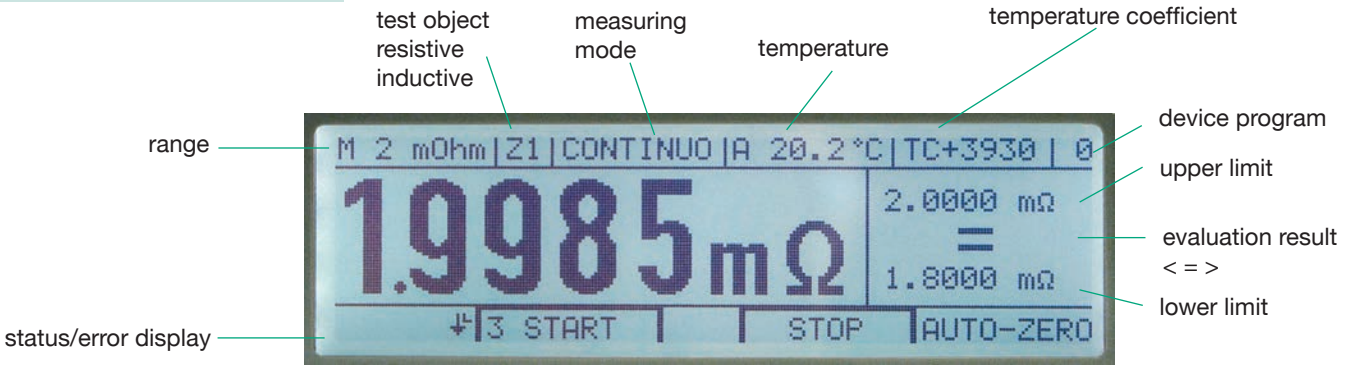 test object
resistive
inductive
measuring
mode
temperature
temperature coefficient
range
device program
upper limit
evaluation result
< = >
lower limit
status/error display
M 2 mOhm|Z1|CONTINUO|A 20.2°C|TC+3930 | 0
1.9985mΩ
2.0000 mΩ
=
1.8000 mΩ
3 START
STOP
AUTO-ZERO